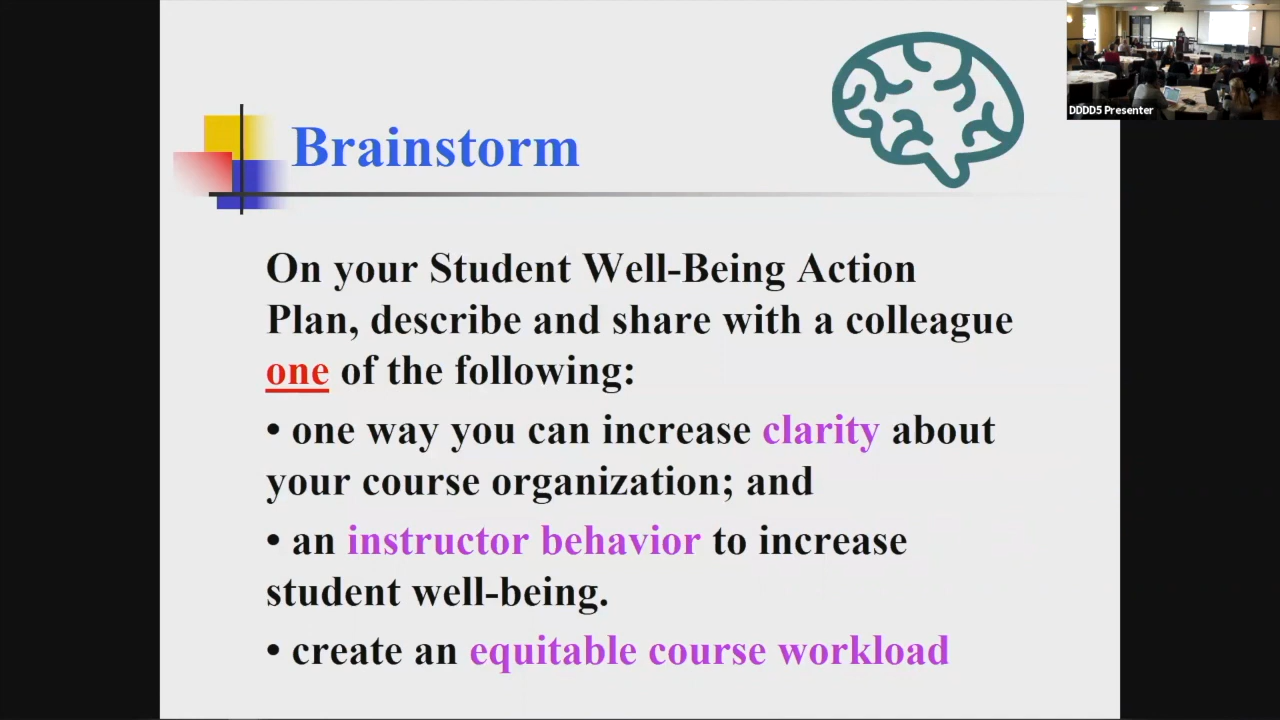 DDDD5 Presenter
Brainstorm
On your Student Well-Being Action
Plan, describe and share with a colleague
one of the following:
• one way you can increase clarity about
your course organization; and
• an instructor behavior to increase
student well-being.
• create an equitable course workload